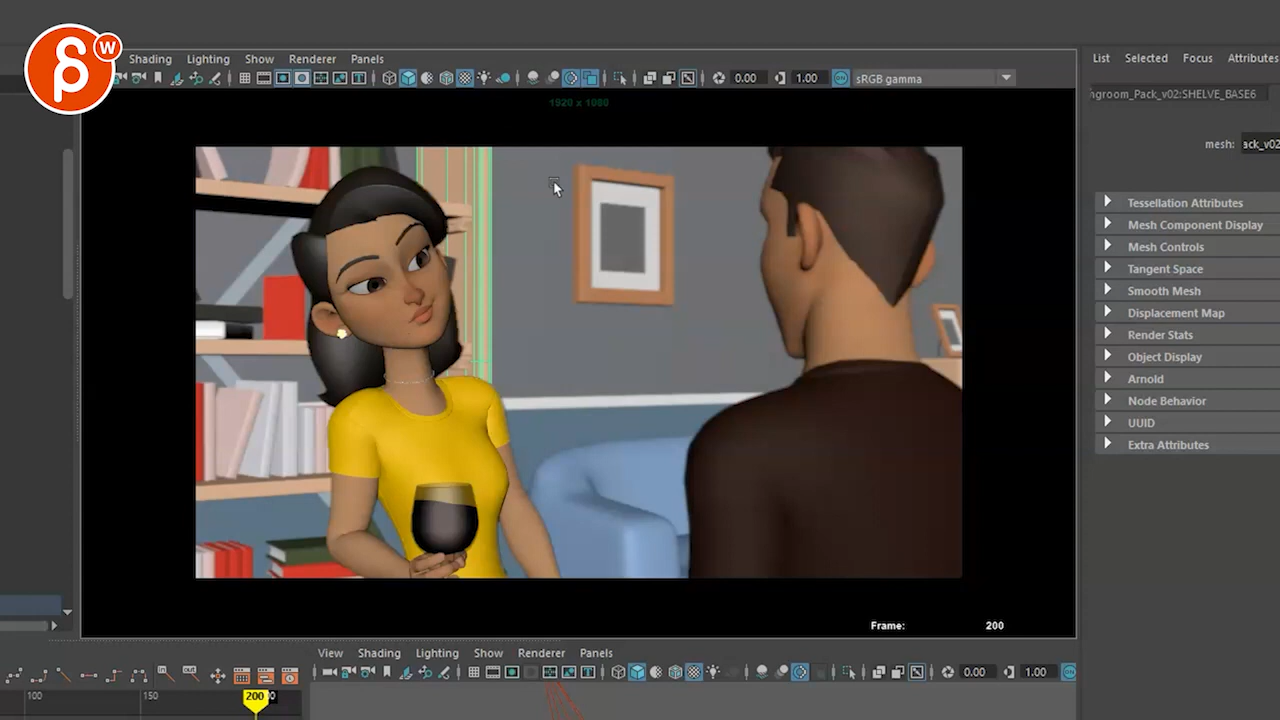 W
Shading Lighting Show Renderer Panels
0.00 1.00 ON sRGB gamma
1920 x 1080
List Selected Focus Attributes
ngroom_Pack_v02:SHELVE_BASE6
mesh: ack_v02
Tessellation Attributes
Mesh Component Display
Mesh Controls
Tangent Space
Smooth Mesh
Displacement Map
Render Stats
Object Display
Arnold
Node Behavior
UUID
Extra Attributes
Frame: 200
View Shading Lighting Show Renderer Panels
0.00 1.00
100 150 200